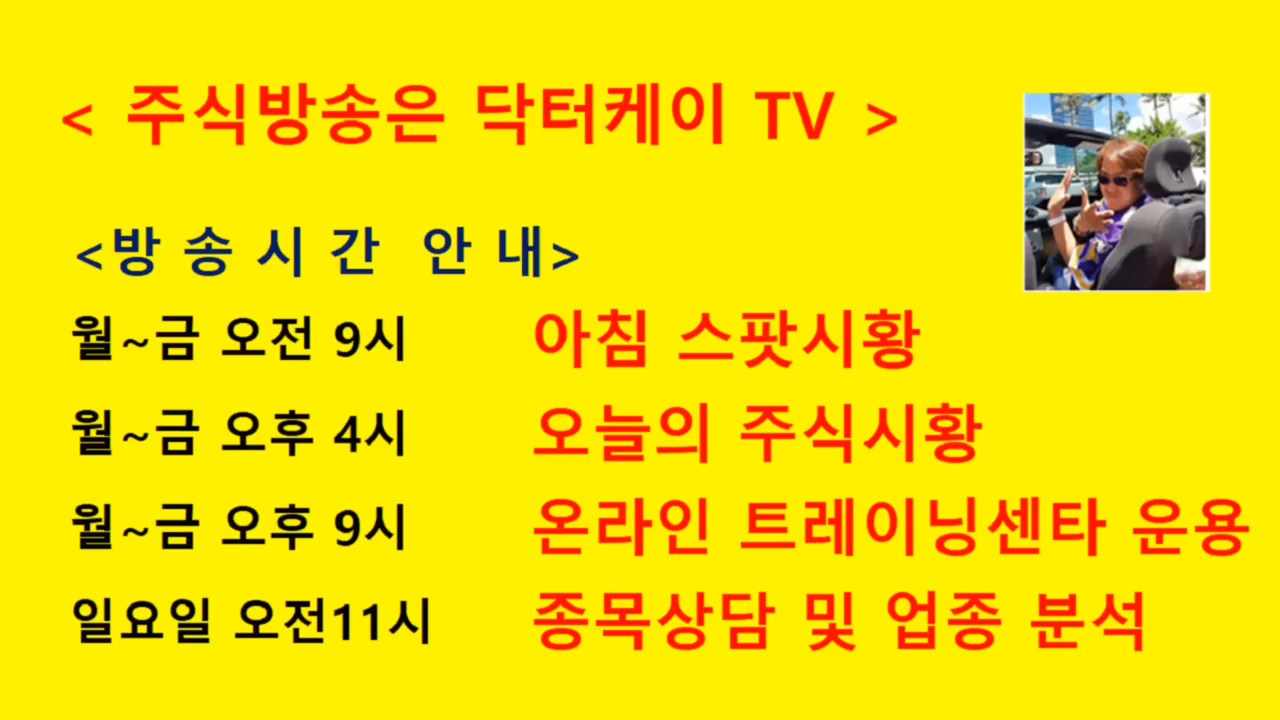 < 주식방송은 닥터케이 TV >
<방 송 시 간 안 내>
월~금 오전 9시 아침 스팟시황
월~금 오후 4시 오늘의 주식시황
월~금 오후 9시 온라인 트레이닝센타 운용
일요일 오전11시 종목상담 및 업종 분석